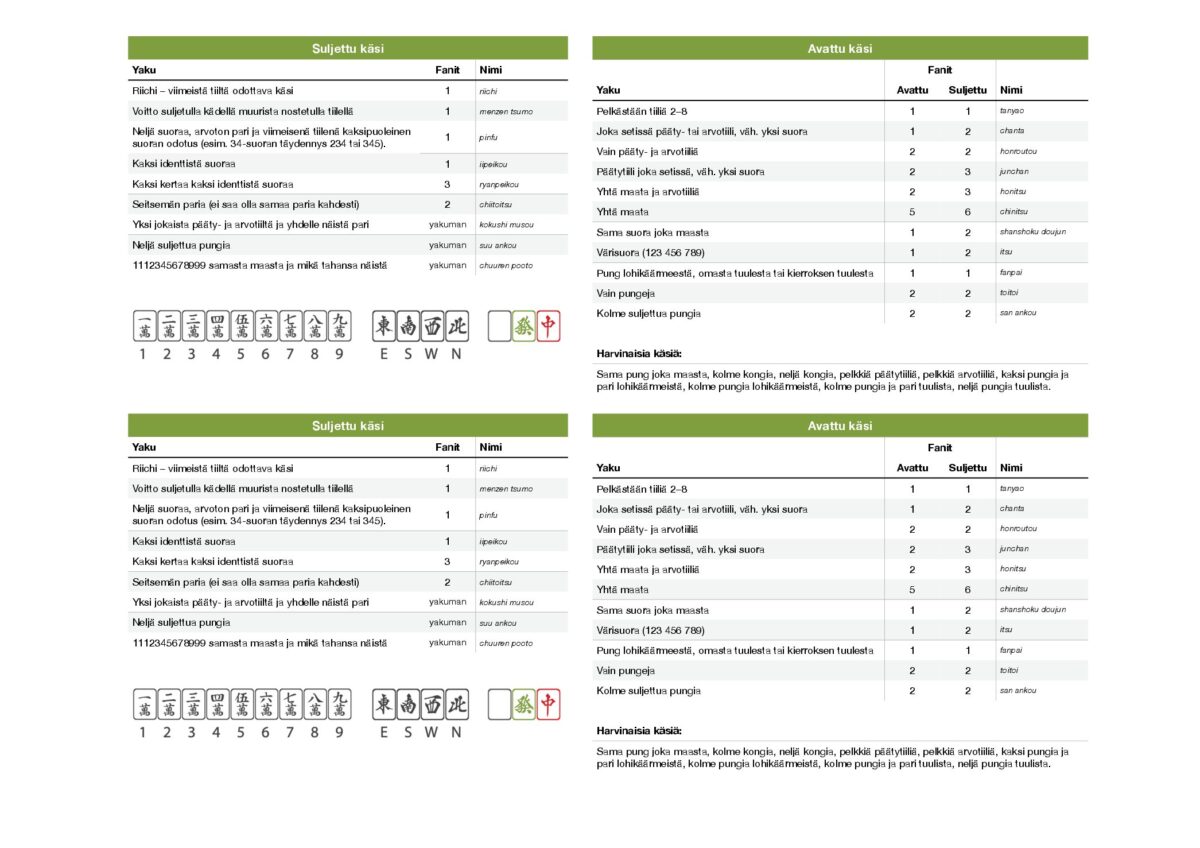 Suljettu käsi
Yaku Fanit Nimi
Riichi – viimeistä tiiltä odottava käsi 1 riichi
Voitto suljetulla kädellä muurista nostetulla tiilellä 1 menzen tsumo
Neljä suoraa, arvoton pari ja viimeisenä tiilenä kaksipuoleinen
suoran odotus (esim. 34-suoran täydennys 234 tai 345). 1 pinfu
Kaksi identtistä suoraa 1 iipeikou
Kaksi kertaa kaksi identtistä suoraa 3 ryanpeikou
Seitsemän paria (ei saa olla samaa paria kahdesti) 2 chiitoitsu
Yksi jokaista pääty- ja arvotiiltä ja yhdelle näistä pari yakuman kokushi musou
Neljä suljettua pungia yakuman suu ankou
1112345678999 samasta maasta ja mikä tahansa näistä yakuman chuuren pooto
一萬 二萬 三萬 四萬 伍萬 六萬 七萬 八萬 九萬 東 南 西 北 發 中
1 2 3 4 5 6 7 8 9 E S W N
Avattu käsi
Fanit
Yaku Avattu Suljettu Nimi
Pelkästään tiiliä 2–8 1 1 tanyao
Joka setissä pääty- tai arvotiili, väh. yksi suora 1 2 chanta
Vain pääty- ja arvotiiliä 2 2 honroutou
Päätytiili joka setissä, väh. yksi suora 2 3 junchan
Yhtä maata ja arvotiiliä 2 3 honitsu
Yhtä maata 5 6 chinitsu
Sama suora joka maasta 1 2 shanshoku doujun
Värisuora (123 456 789) 1 2 itsu
Pung lohikäärmeestä, omasta tuulesta tai kierroksen tuulesta 1 1 fanpai
Vain pungeja 2 2 toitoi
Kolme suljettua pungia 2 2 san ankou
Harvinaisia käsiä:
Sama pung joka maasta, kolme kongia, neljä kongia, pelkkiä päätytiiliä, pelkkiä arvotiiliä, kaksi pungia ja
pari lohikäärmeistä, kolme pungia lohikäärmeistä, kolme pungia ja pari tuulista, neljä pungia tuulista.
Suljettu käsi
Yaku Fanit Nimi
Riichi – viimeistä tiiltä odottava käsi 1 riichi
Voitto suljetulla kädellä muurista nostetulla tiilellä 1 menzen tsumo
Neljä suoraa, arvoton pari ja viimeisenä tiilenä kaksipuoleinen
suoran odotus (esim. 34-suoran täydennys 234 tai 345). 1 pinfu
Kaksi identtistä suoraa 1 iipeikou
Kaksi kertaa kaksi identtistä suoraa 3 ryanpeikou
Seitsemän paria (ei saa olla samaa paria kahdesti) 2 chiitoitsu
Yksi jokaista pääty- ja arvotiiltä ja yhdelle näistä pari yakuman kokushi musou
Neljä suljettua pungia yakuman suu ankou
1112345678999 samasta maasta ja mikä tahansa näistä yakuman chuuren pooto
一萬 二萬 三萬 四萬 伍萬 六萬 七萬 八萬 九萬 東 南 西 北 發 中
1 2 3 4 5 6 7 8 9 E S W N
Avattu käsi
Fanit
Yaku Avattu Suljettu Nimi
Pelkästään tiiliä 2–8 1 1 tanyao
Joka setissä pääty- tai arvotiili, väh. yksi suora 1 2 chanta
Vain pääty- ja arvotiiliä 2 2 honroutou
Päätytiili joka setissä, väh. yksi suora 2 3 junchan
Yhtä maata ja arvotiiliä 2 3 honitsu
Yhtä maata 5 6 chinitsu
Sama suora joka maasta 1 2 shanshoku doujun
Värisuora (123 456 789) 1 2 itsu
Pung lohikäärmeestä, omasta tuulesta tai kierroksen tuulesta 1 1 fanpai
Vain pungeja 2 2 toitoi
Kolme suljettua pungia 2 2 san ankou
Harvinaisia käsiä:
Sama pung joka maasta, kolme kongia, neljä kongia, pelkkiä päätytiiliä, pelkkiä arvotiiliä, kaksi pungia ja
pari lohikäärmeistä, kolme pungia lohikäärmeistä, kolme pungia ja pari tuulista, neljä pungia tuulista.